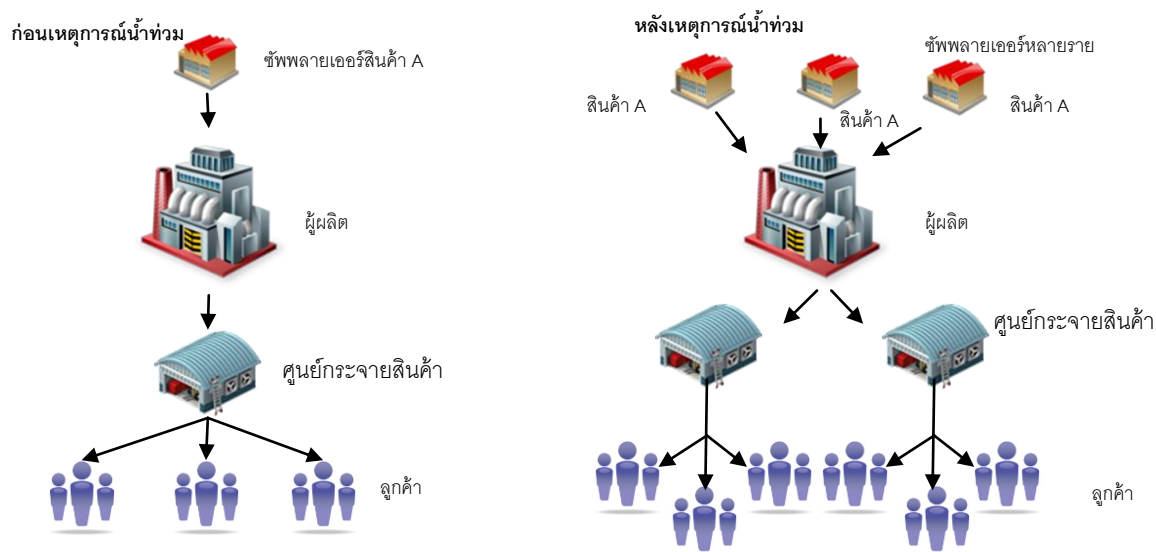 ก่อนเหตุการณ์น้ำท่วม
ซัพพลายเออร์สินค้า A
ผู้ผลิต
ศูนย์กระจายสินค้า
ลูกค้า
หลังเหตุการณ์น้ำท่วม
ซัพพลายเออร์หลายราย
สินค้า A
สินค้า A
สินค้า A
ผู้ผลิต
ศูนย์กระจายสินค้า
ลูกค้า